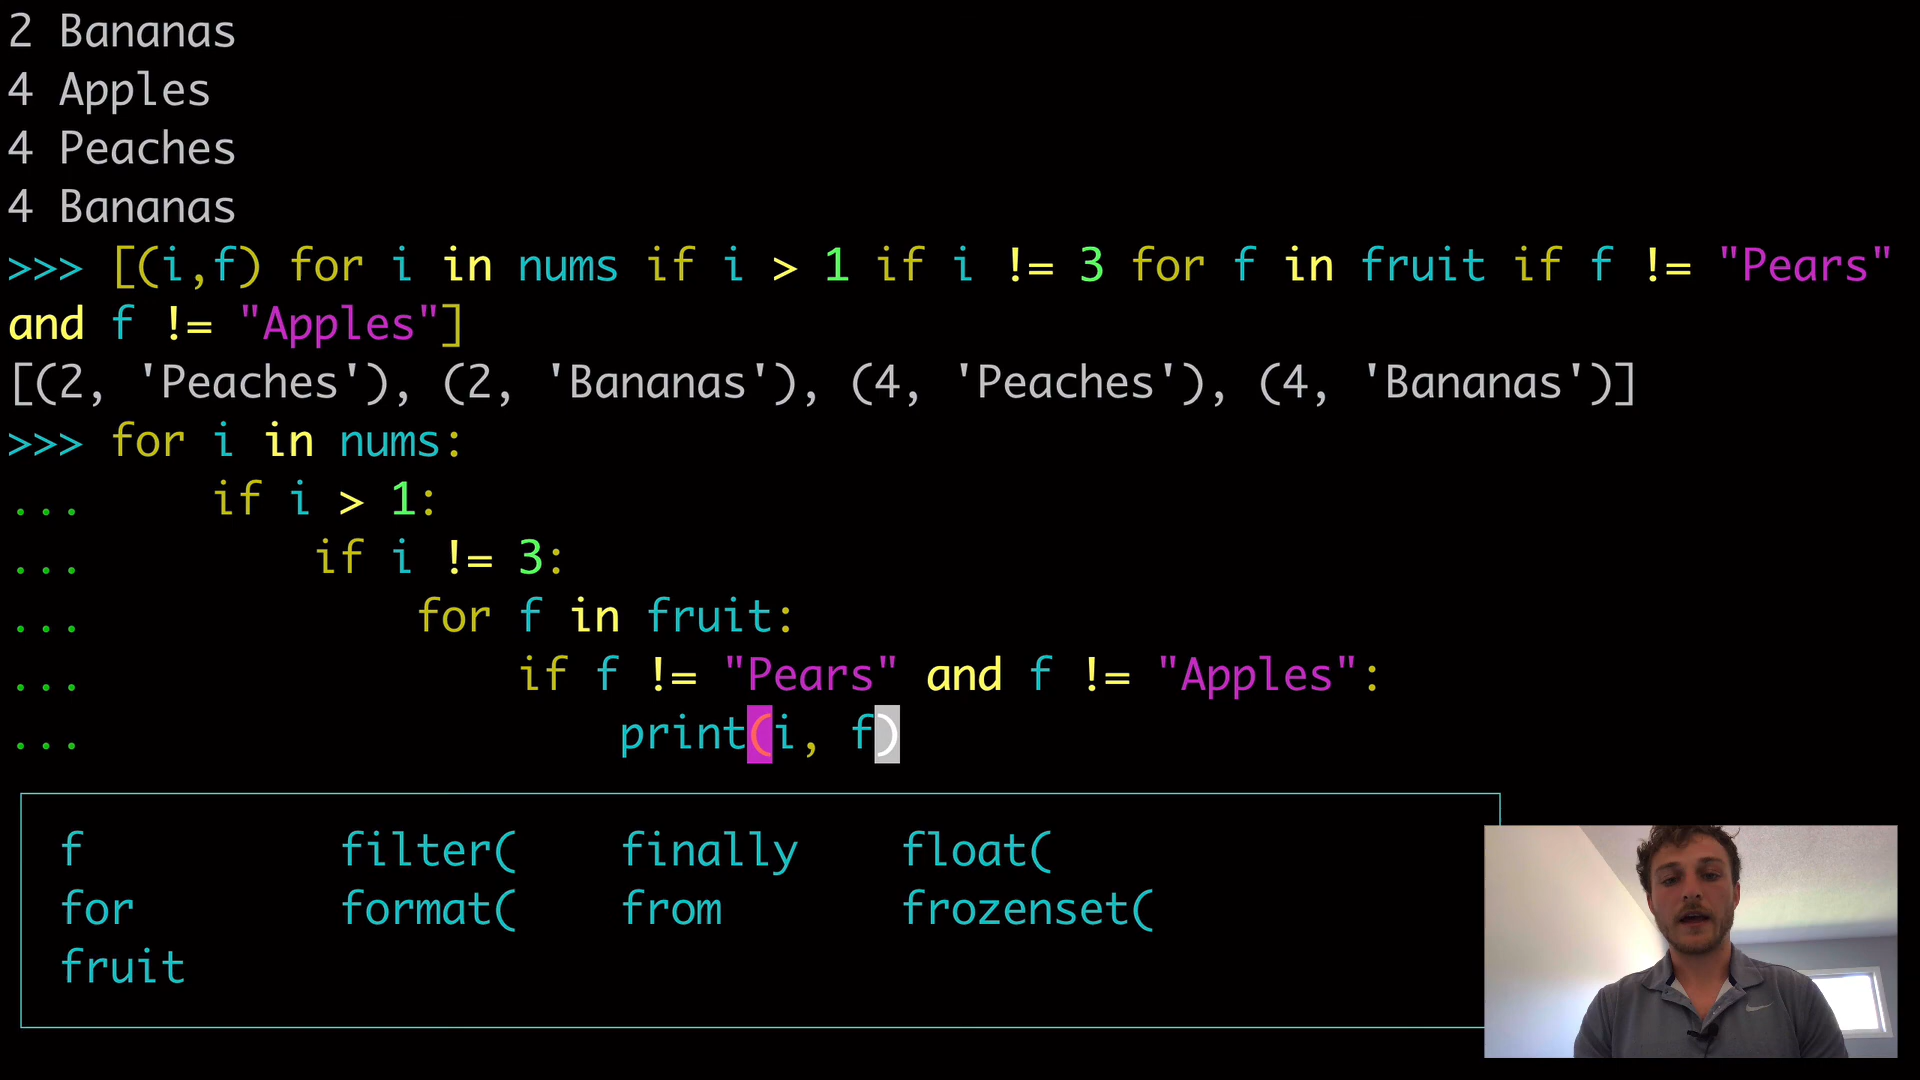 2 Bananas
4 Apples
4 Peaches
4 Bananas
>>> [(i,f) for i in nums if i > 1 if i != 3 for f in fruit if f != "Pears"
and f != "Apples"]
[(2, 'Peaches'), (2, 'Bananas'), (4, 'Peaches'), (4, 'Bananas')]
>>> for i in nums:
...     if i > 1:
...         if i != 3:
...             for f in fruit:
...                 if f != "Pears" and f != "Apples":
...                     print(i, f)
f filter( finally float(
for format( from frozenset(
fruit